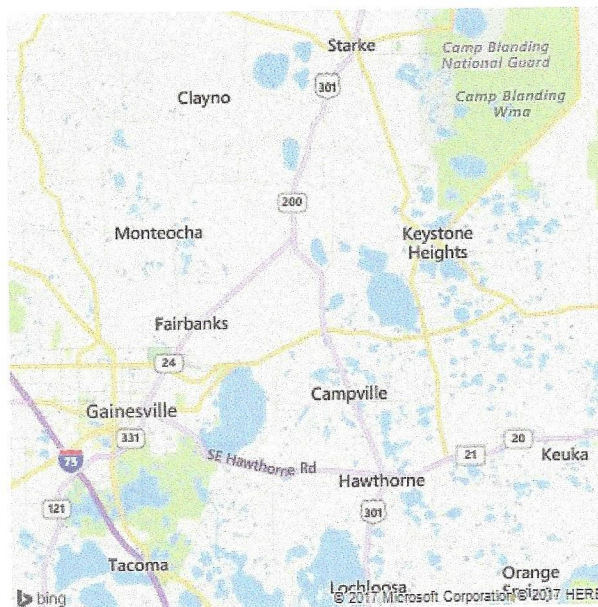 Starke
Camp Blanding
National Guard
301
Clayno
Camp Blanding
Wma
200
Monteocha
Keystone
Heights
Fairbanks
24
Campville
Gainesville
331
20
75
SE Hawthorne Rd
21
Keuka
Hawthorne
121
301
Tacoma
Orange
Lochloosa
bing
© 2017 Microsoft Corporation © 2017 HERE